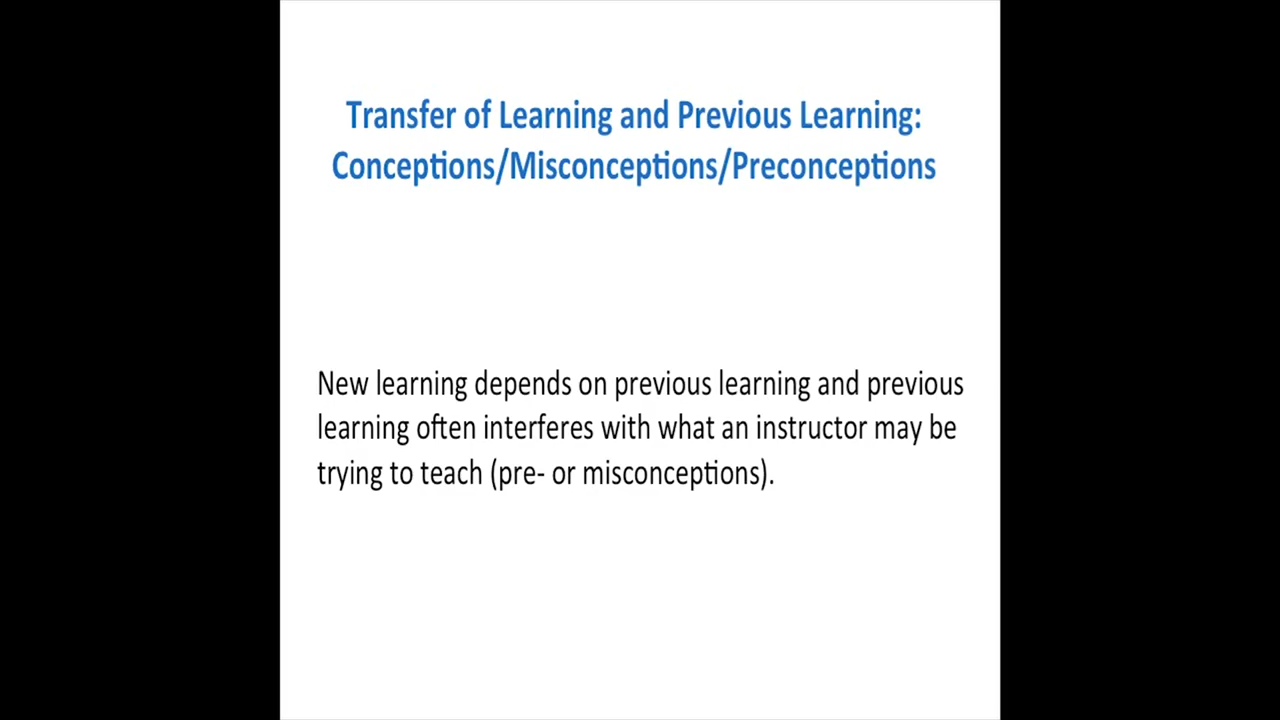 Transfer of Learning and Previous Learning:
Conceptions/Misconceptions/Preconceptions
New learning depends on previous learning and previous
learning often interferes with what an instructor may be
trying to teach (pre- or misconceptions).